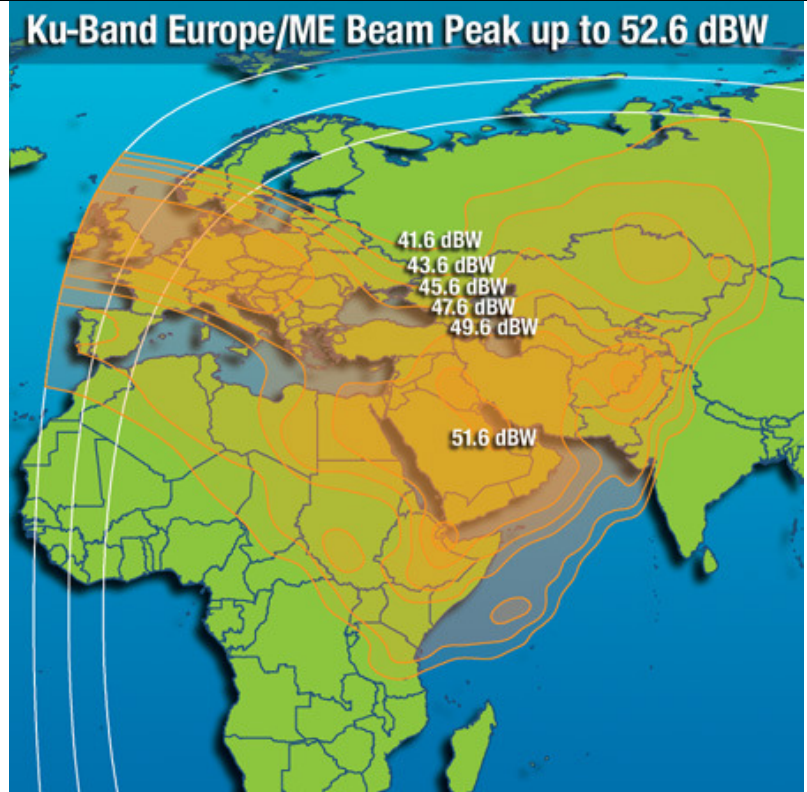 Ku-Band Europe/ME Beam Peak up to 52.6 dBW
41.6 dBW
43.6 dBW
45.6 dBW
47.6 dBW
49.6 dBW
51.6 dBW